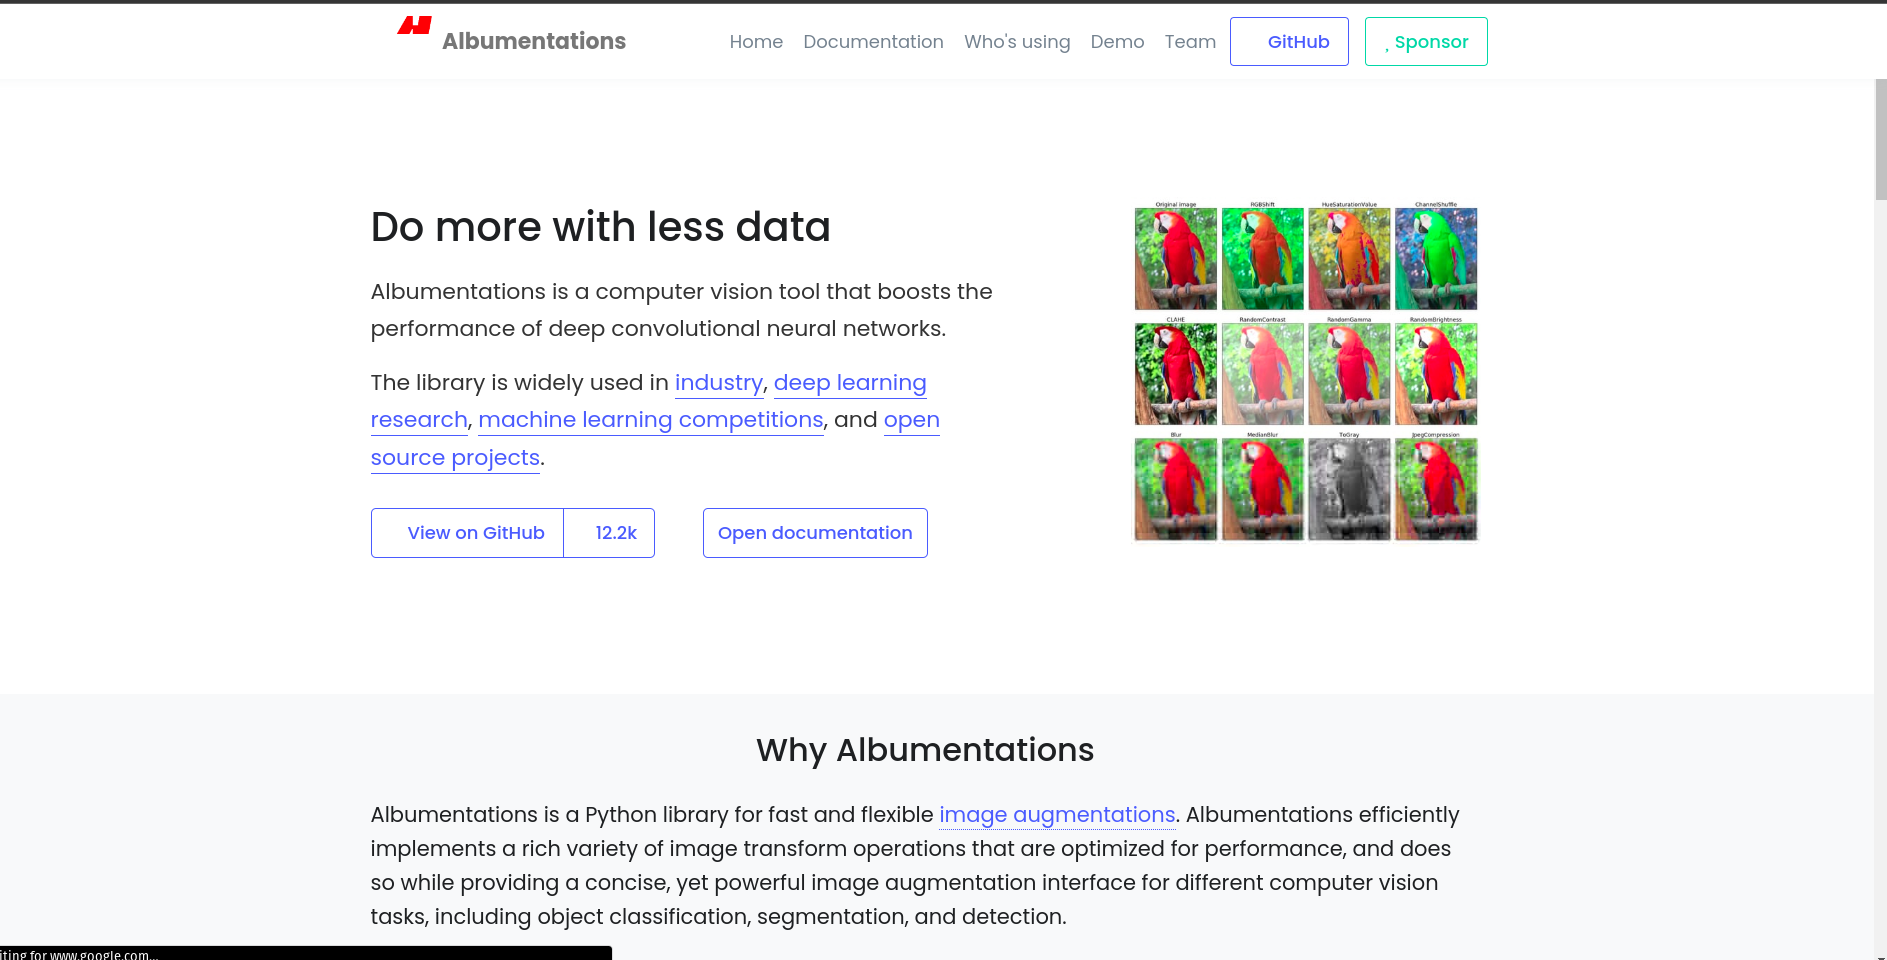 Albumentations
Home Documentation Who's using Demo Team GitHub Sponsor
Do more with less data
Albumentations is a computer vision tool that boosts the
performance of deep convolutional neural networks.
The library is widely used in industry, deep learning
research, machine learning competitions, and open
source projects.
View on GitHub 12.2k Open documentation
Original image RGBShift HueSaturationValue ChannelShuffle
CLAHE RandomContrast RandomGamma RandomBrightness
Blur MedianBlur ToGray JpegCompression
Why Albumentations
Albumentations is a Python library for fast and flexible image augmentations. Albumentations efficiently
implements a rich variety of image transform operations that are optimized for performance, and does
so while providing a concise, yet powerful image augmentation interface for different computer vision
tasks, including object classification, segmentation, and detection.
iting for www.google.com...